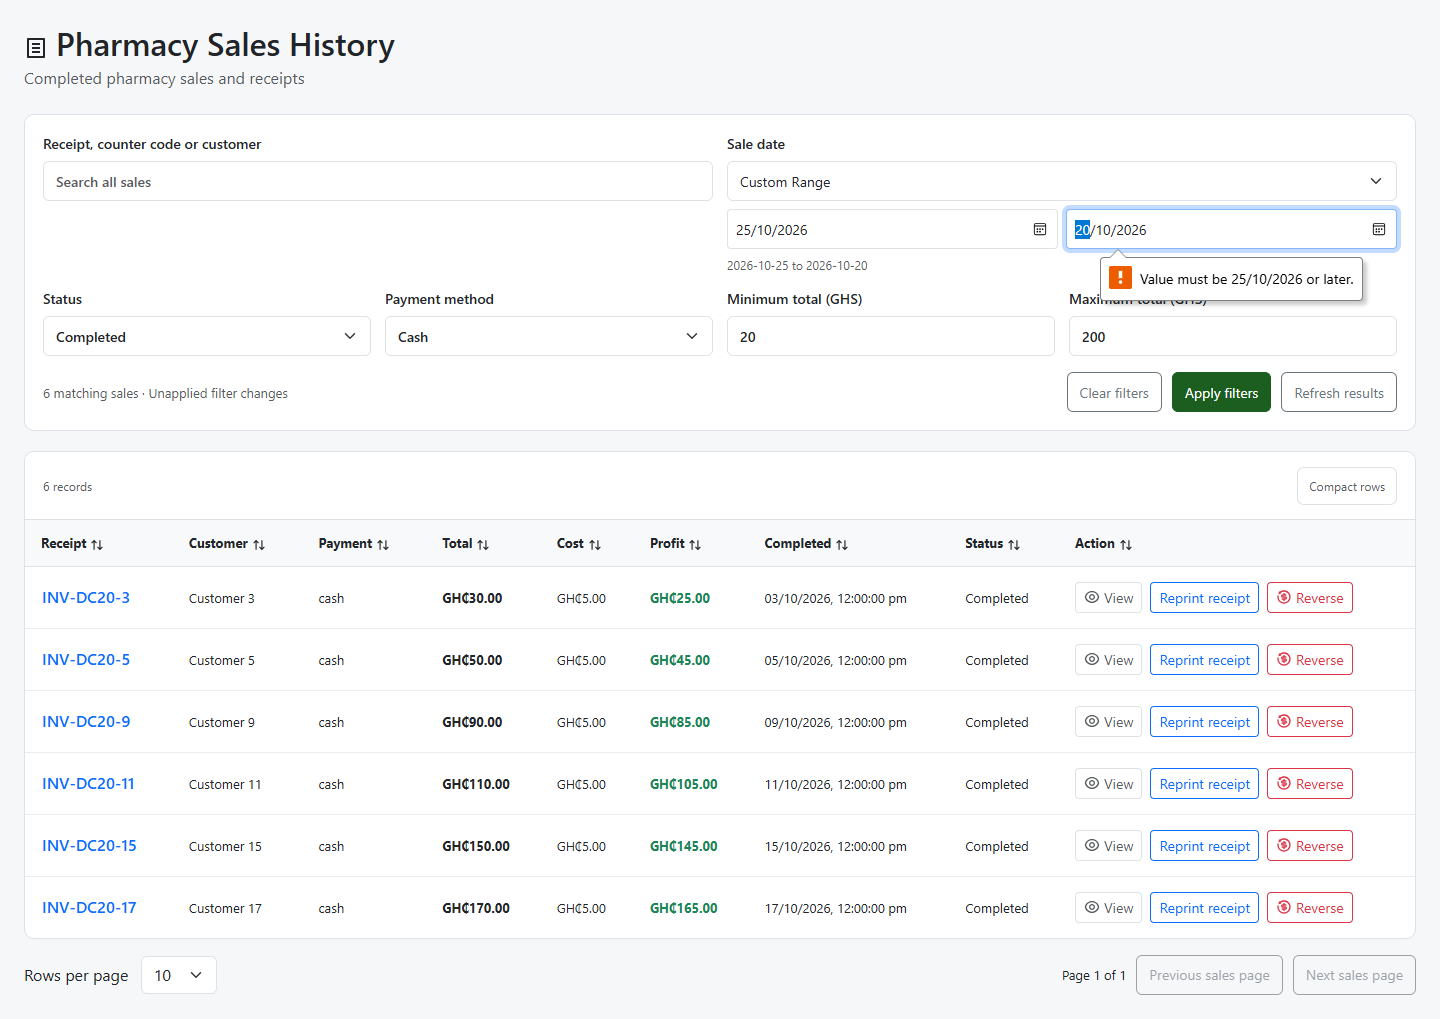 Pharmacy Sales History
Completed pharmacy sales and receipts
Receipt, counter code or customer
Search all sales
Sale date
Custom Range
25/10/2026
20/10/2026
2026-10-25 to 2026-10-20
Value must be 25/10/2026 or later.
Status
Completed
Payment method
Cash
Minimum total (GHS)
20
Maximum total (GHS)
200
6 matching sales · Unapplied filter changes
Clear filters
Apply filters
Refresh results
6 records
Compact rows
Receipt Customer Payment Total Cost Profit Completed Status Action
INV-DC20-3 Customer 3 cash GH₵30.00 GH₵5.00 GH₵25.00 03/10/2026, 12:00:00 pm Completed View Reprint receipt Reverse
INV-DC20-5 Customer 5 cash GH₵50.00 GH₵5.00 GH₵45.00 05/10/2026, 12:00:00 pm Completed View Reprint receipt Reverse
INV-DC20-9 Customer 9 cash GH₵90.00 GH₵5.00 GH₵85.00 09/10/2026, 12:00:00 pm Completed View Reprint receipt Reverse
INV-DC20-11 Customer 11 cash GH₵110.00 GH₵5.00 GH₵105.00 11/10/2026, 12:00:00 pm Completed View Reprint receipt Reverse
INV-DC20-15 Customer 15 cash GH₵150.00 GH₵5.00 GH₵145.00 15/10/2026, 12:00:00 pm Completed View Reprint receipt Reverse
INV-DC20-17 Customer 17 cash GH₵170.00 GH₵5.00 GH₵165.00 17/10/2026, 12:00:00 pm Completed View Reprint receipt Reverse
Rows per page 10
Page 1 of 1 Previous sales page Next sales page